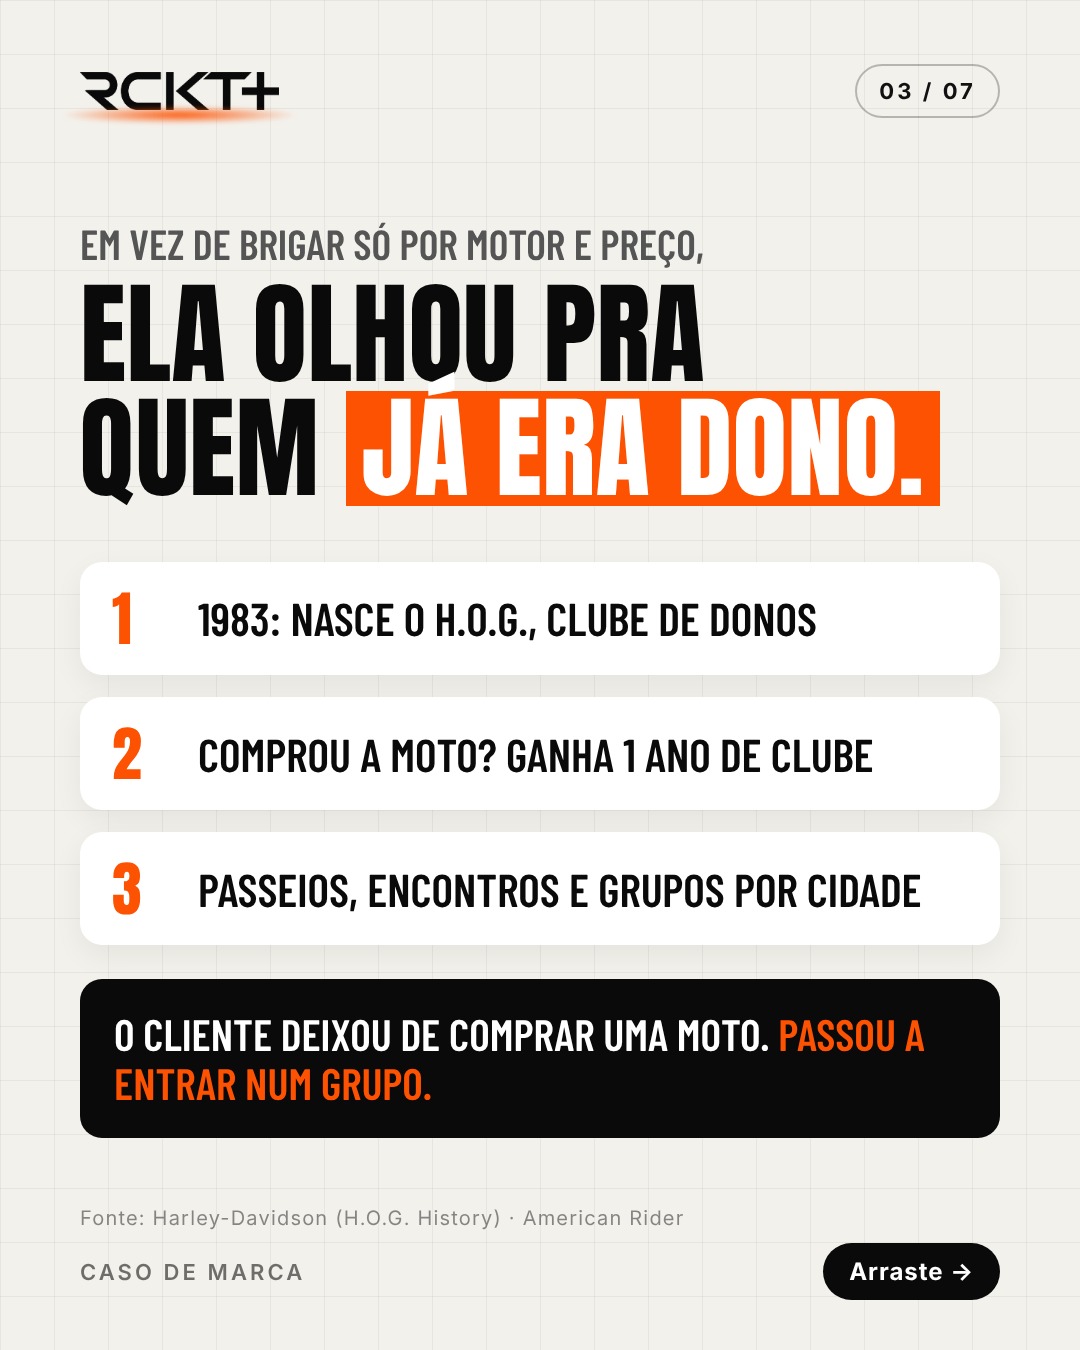 RCKT+
03 / 07
EM VEZ DE BRIGAR SÓ POR MOTOR E PREÇO,
ELA OLHOU PRA
QUEM JÁ ERA DONO.
1 1983: NASCE O H.O.G., CLUBE DE DONOS
2 COMPROU A MOTO? GANHA 1 ANO DE CLUBE
3 PASSEIOS, ENCONTROS E GRUPOS POR CIDADE
O CLIENTE DEIXOU DE COMPRAR UMA MOTO. PASSOU A
ENTRAR NUM GRUPO.
Fonte: Harley-Davidson (H.O.G. History) · American Rider
CASO DE MARCA
Arraste →